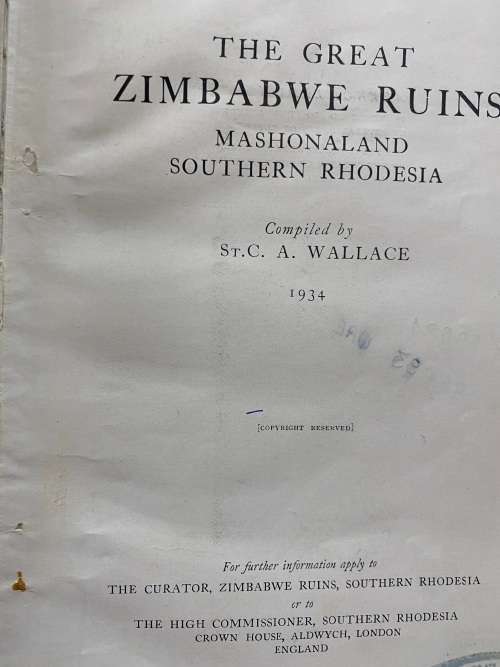 THE GREAT
ZIMBABWE RUINS
MASHONALAND
SOUTHERN RHODESIA
Compiled by
ST.C. A. WALLACE
1934
[COPYRIGHT RESERVED]
For further information apply to
THE CURATOR, ZIMBABWE RUINS, SOUTHERN RHODESIA
or to
THE HIGH COMMISSIONER, SOUTHERN RHODESIA
CROWN HOUSE, ALDWYCH, LONDON
ENGLAND